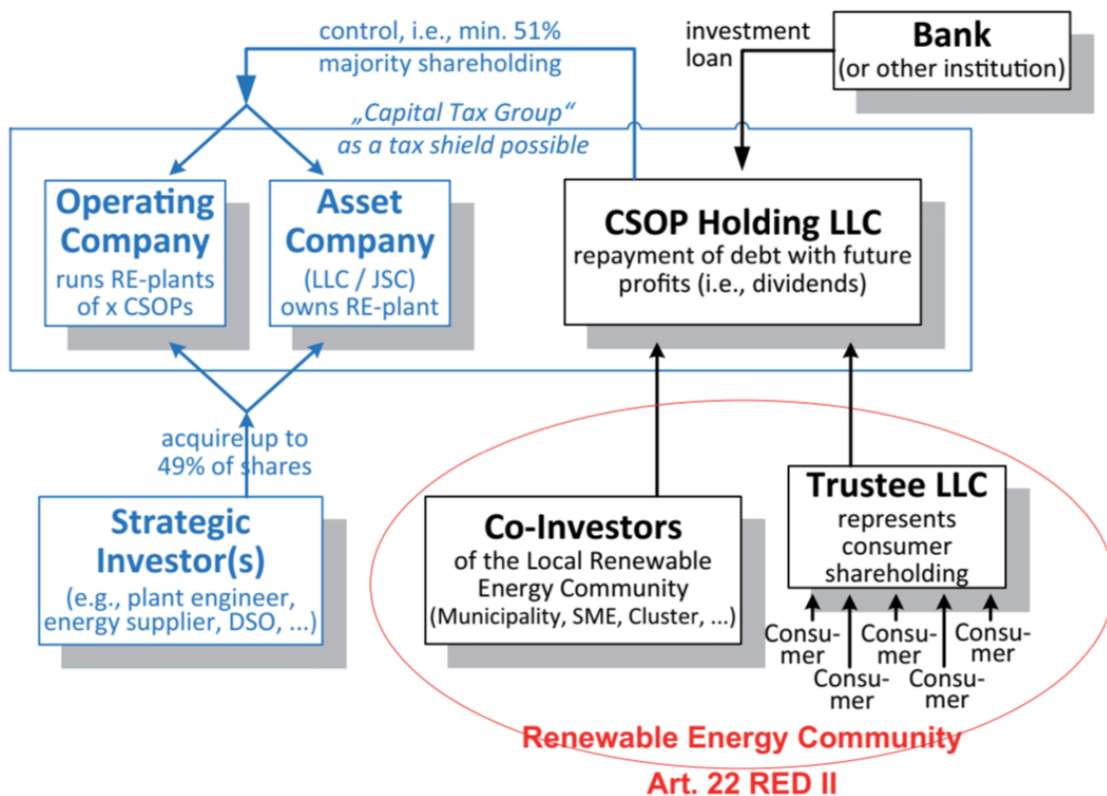 control, i.e., min. 51%
majority shareholding
investment
loan
Bank
(or other institution)
„Capital Tax Group“
as a tax shield possible
Operating
Company
runs RE-plants
of x CSOPs
Asset
Company
(LLC / JSC)
owns RE-plant
CSOP Holding LLC
repayment of debt with future
profits (i.e., dividends)
acquire up to
49% of shares
Strategic
Investor(s)
(e.g., plant engineer,
energy supplier, DSO, ...)
Co-Investors
of the Local Renewable
Energy Community
(Municipality, SME, Cluster, ...)
Trustee LLC
represents
consumer
shareholding
Consu-
mer
Consu-
mer
Consu-
mer
Consu-
mer
Consu-
mer
Renewable Energy Community
Art. 22 RED II